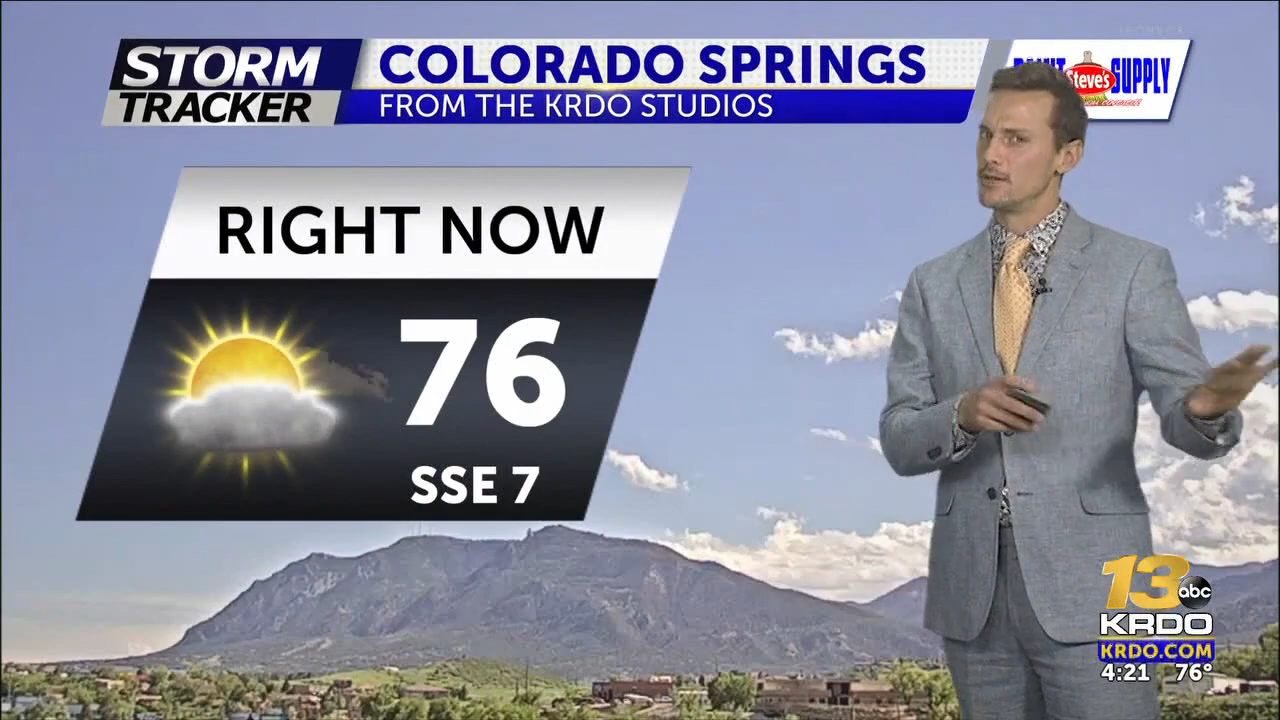 STORM
TRACKER
COLORADO SPRINGS
FROM THE KRDO STUDIOS
Steve's
SUPPLY
RIGHT NOW
76
SSE 7
13
abc
KRDO
KRDO.COM
4:21 76°